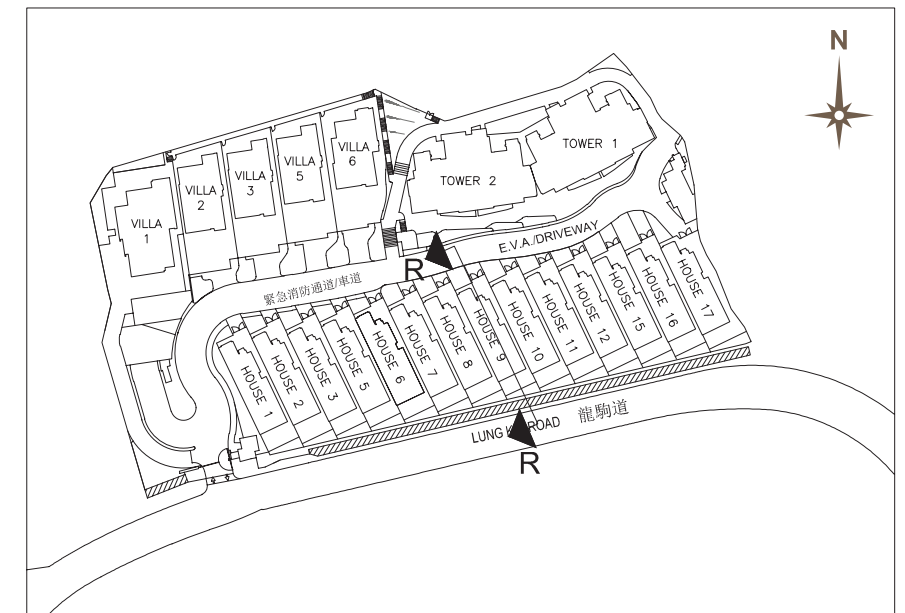 N
TOWER 1
TOWER 2
VILLA
6
VILLA
5
VILLA
3
VILLA
2
VILLA
1
E.V.A./DRIVEWAY
R
緊急消防通道/車道
HOUSE 1
HOUSE 2
HOUSE 3
HOUSE 5
HOUSE 6
HOUSE 7
HOUSE 8
HOUSE 9
HOUSE 10
HOUSE 11
HOUSE 12
HOUSE 15
HOUSE 16
HOUSE 17
LUNG ROAD 龍駒道
R